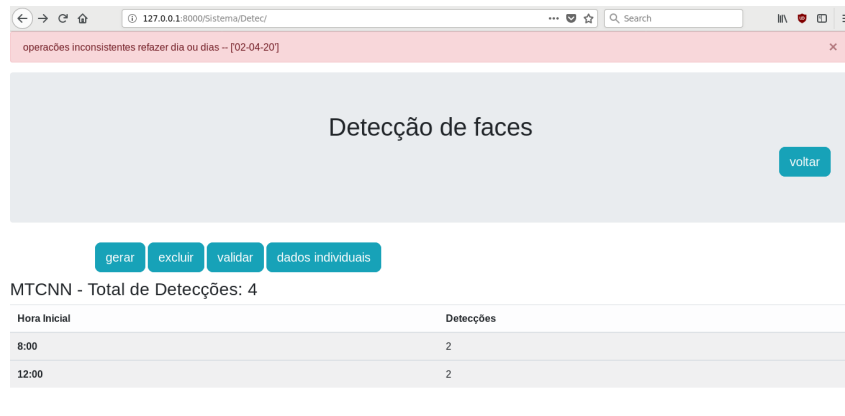 127.0.0.1:8000/Sistema/Detec/
Search
operacões inconsistentes refazer dia ou dias -- ['02-04-20']
×
Detecção de faces
voltar
gerar excluir validar dados individuais
MTCNN - Total de Detecções: 4
Hora Inicial Detecções
8:00 2
12:00 2